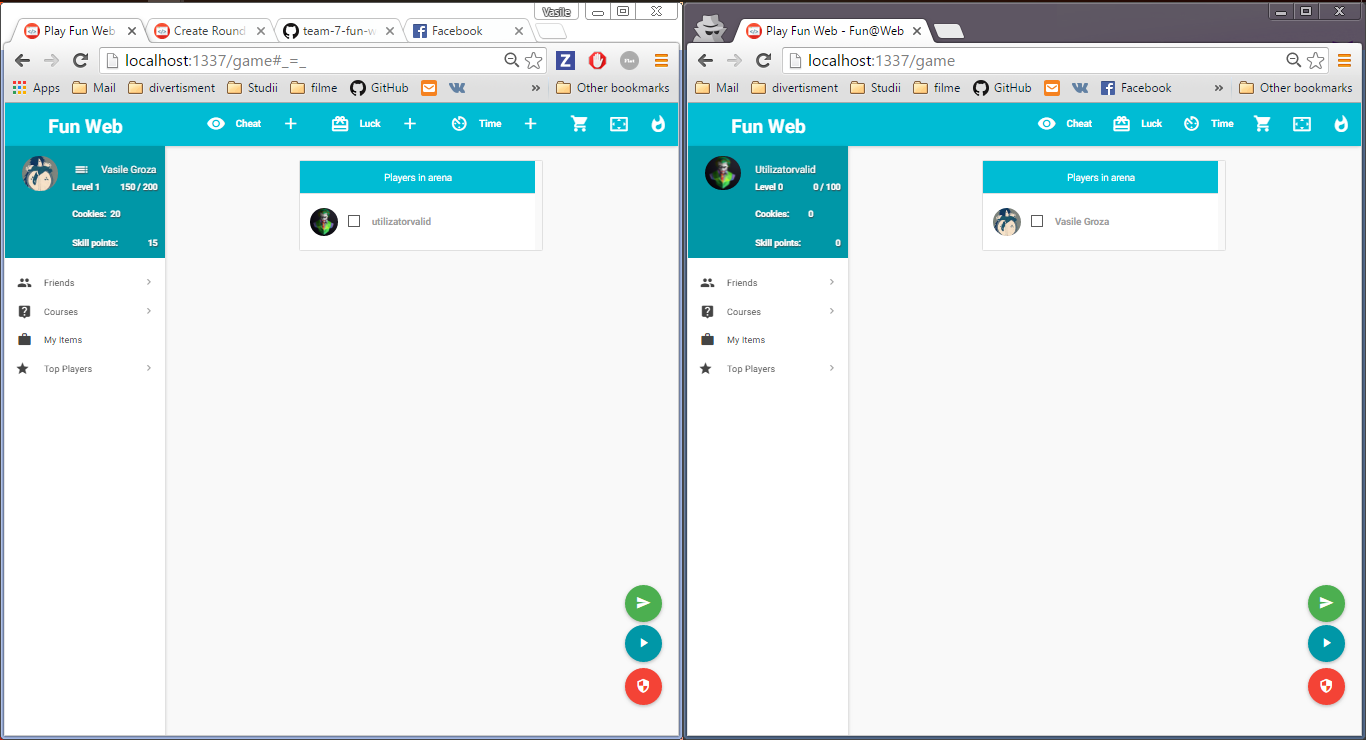 Vasile
Play Fun Web
Create Round
team-7-fun-w
Facebook
localhost:1337/game#_=_
Apps
Mail
divertisment
Studii
filme
GitHub
»
Other bookmarks
Fun Web
Cheat
Luck
Time
Vasile Groza
Level 1 150 / 200
Cookies: 20
Skill points: 15
Friends
Courses
My Items
Top Players
Players in arena
utilizatorvalid
Play Fun Web - Fun@Web
localhost:1337/game
Mail
divertisment
Studii
filme
GitHub
Facebook
»
Other bookmarks
Fun Web
Cheat
Luck
Time
Utilizatorvalid
Level 0 0 / 100
Cookies: 0
Skill points: 0
Friends
Courses
My Items
Top Players
Players in arena
Vasile Groza